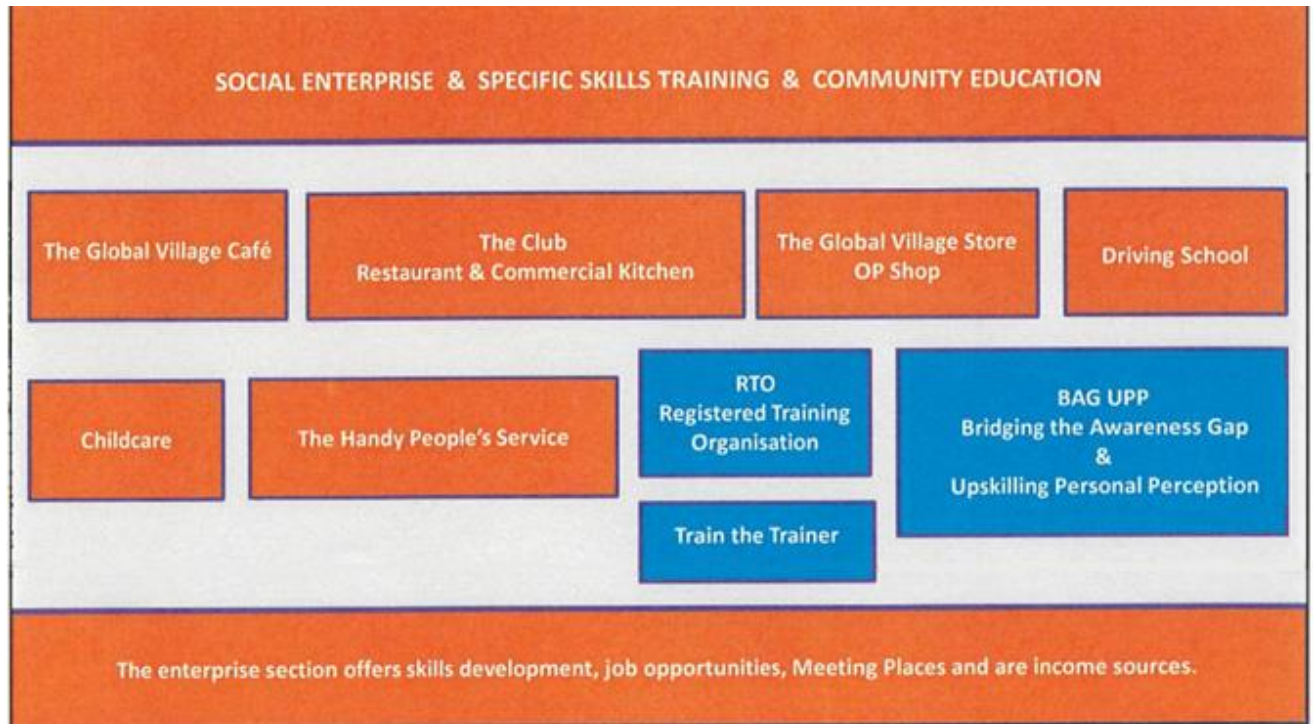 SOCIAL ENTERPRISE & SPECIFIC SKILLS TRAINING & COMMUNITY EDUCATION
The Global Village Café
The Club
Restaurant & Commercial Kitchen
The Global Village Store
OP Shop
Driving School
Childcare
The Handy People's Service
RTO
Registered Training
Organisation
Train the Trainer
BAG UPP
Bridging the Awareness Gap
&
Upskilling Personal Perception
The enterprise section offers skills development, job opportunities, Meeting Places and are income sources.